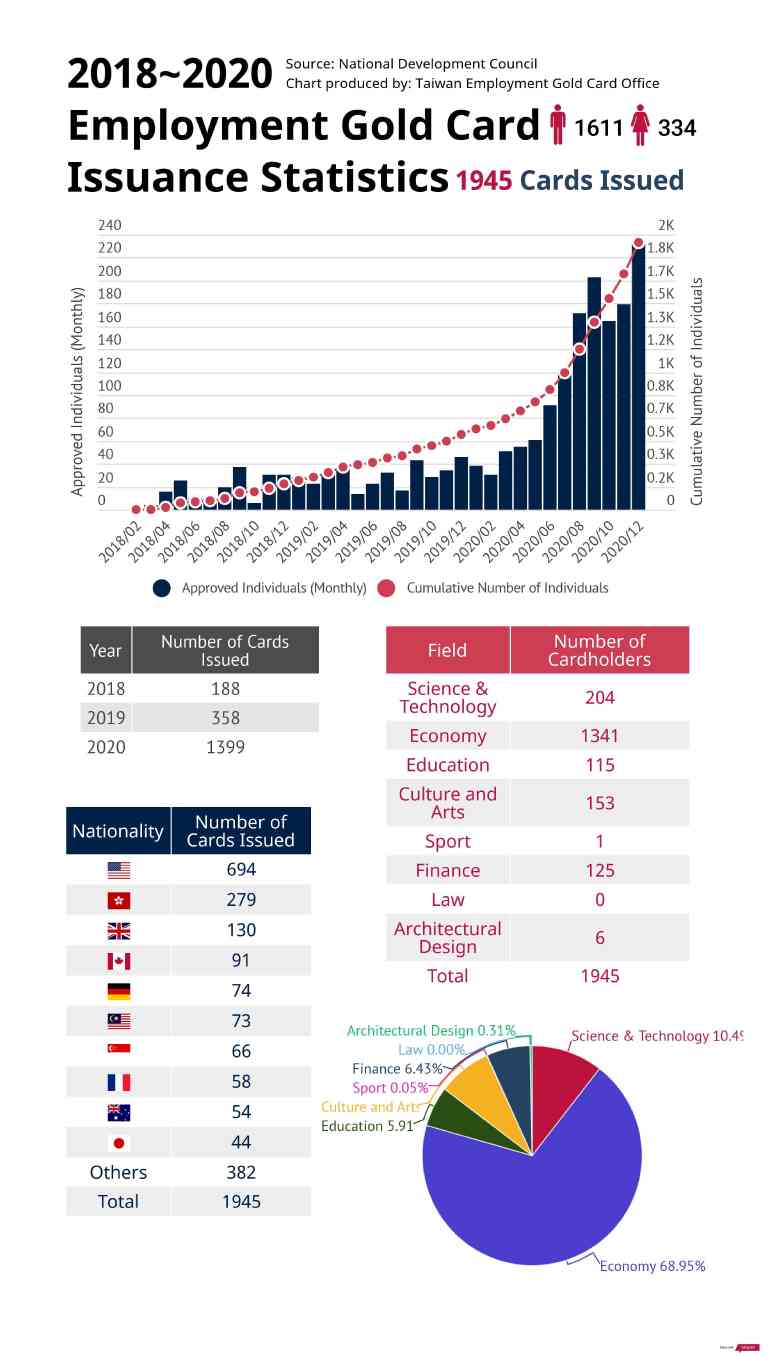 2018~2020
Source: National Development Council
Chart produced by: Taiwan Employment Gold Card Office
Employment Gold Card
1611
334
Issuance Statistics
1945 Cards Issued
240 2K
220 1.8K
200 1.7K
180 1.5K
160 1.3K
140 1.2K
120 1K
100 0.8K
80 0.7K
60 0.5K
40 0.3K
20 0.2K
0 0
Approved Individuals (Monthly)
Cumulative Number of Individuals
2018/02 2018/04 2018/06 2018/08 2018/10 2018/12 2019/02 2019/04 2019/06 2019/08 2019/10 2019/12 2020/02 2020/04 2020/06 2020/08 2020/10 2020/12
Approved Individuals (Monthly) Cumulative Number of Individuals
Year Number of Cards
Issued
2018 188
2019 358
2020 1399
Nationality Number of
Cards Issued
694
279
130
91
74
73
66
58
54
44
Others 382
Total 1945
Field Number of
Cardholders
Science &
Technology 204
Economy 1341
Education 115
Culture and
Arts 153
Sport 1
Finance 125
Law 0
Architectural
Design 6
Total 1945
Architectural Design 0.31%
Science & Technology 10.49
Law 0.00%
Finance 6.43%
Sport 0.05%
Culture and Arts
Education 5.91
Economy 68.95%